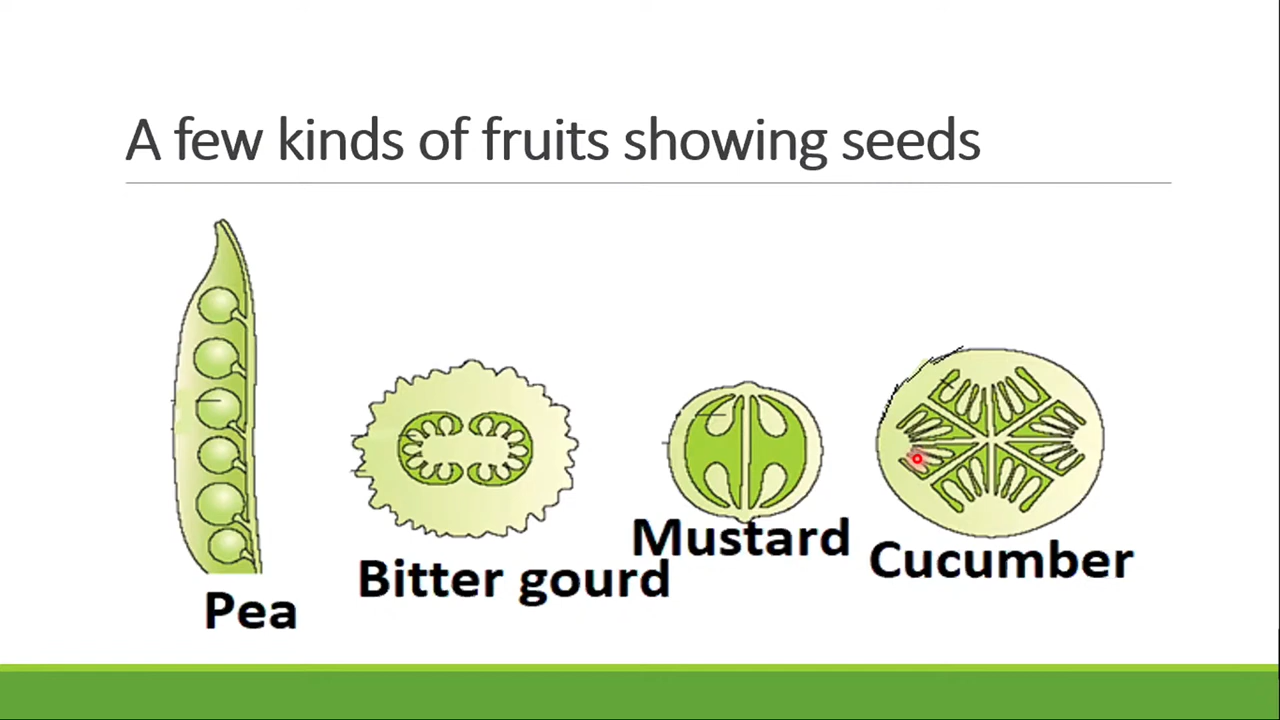 A few kinds of fruits showing seeds
Pea
Bitter gourd
Mustard
Cucumber